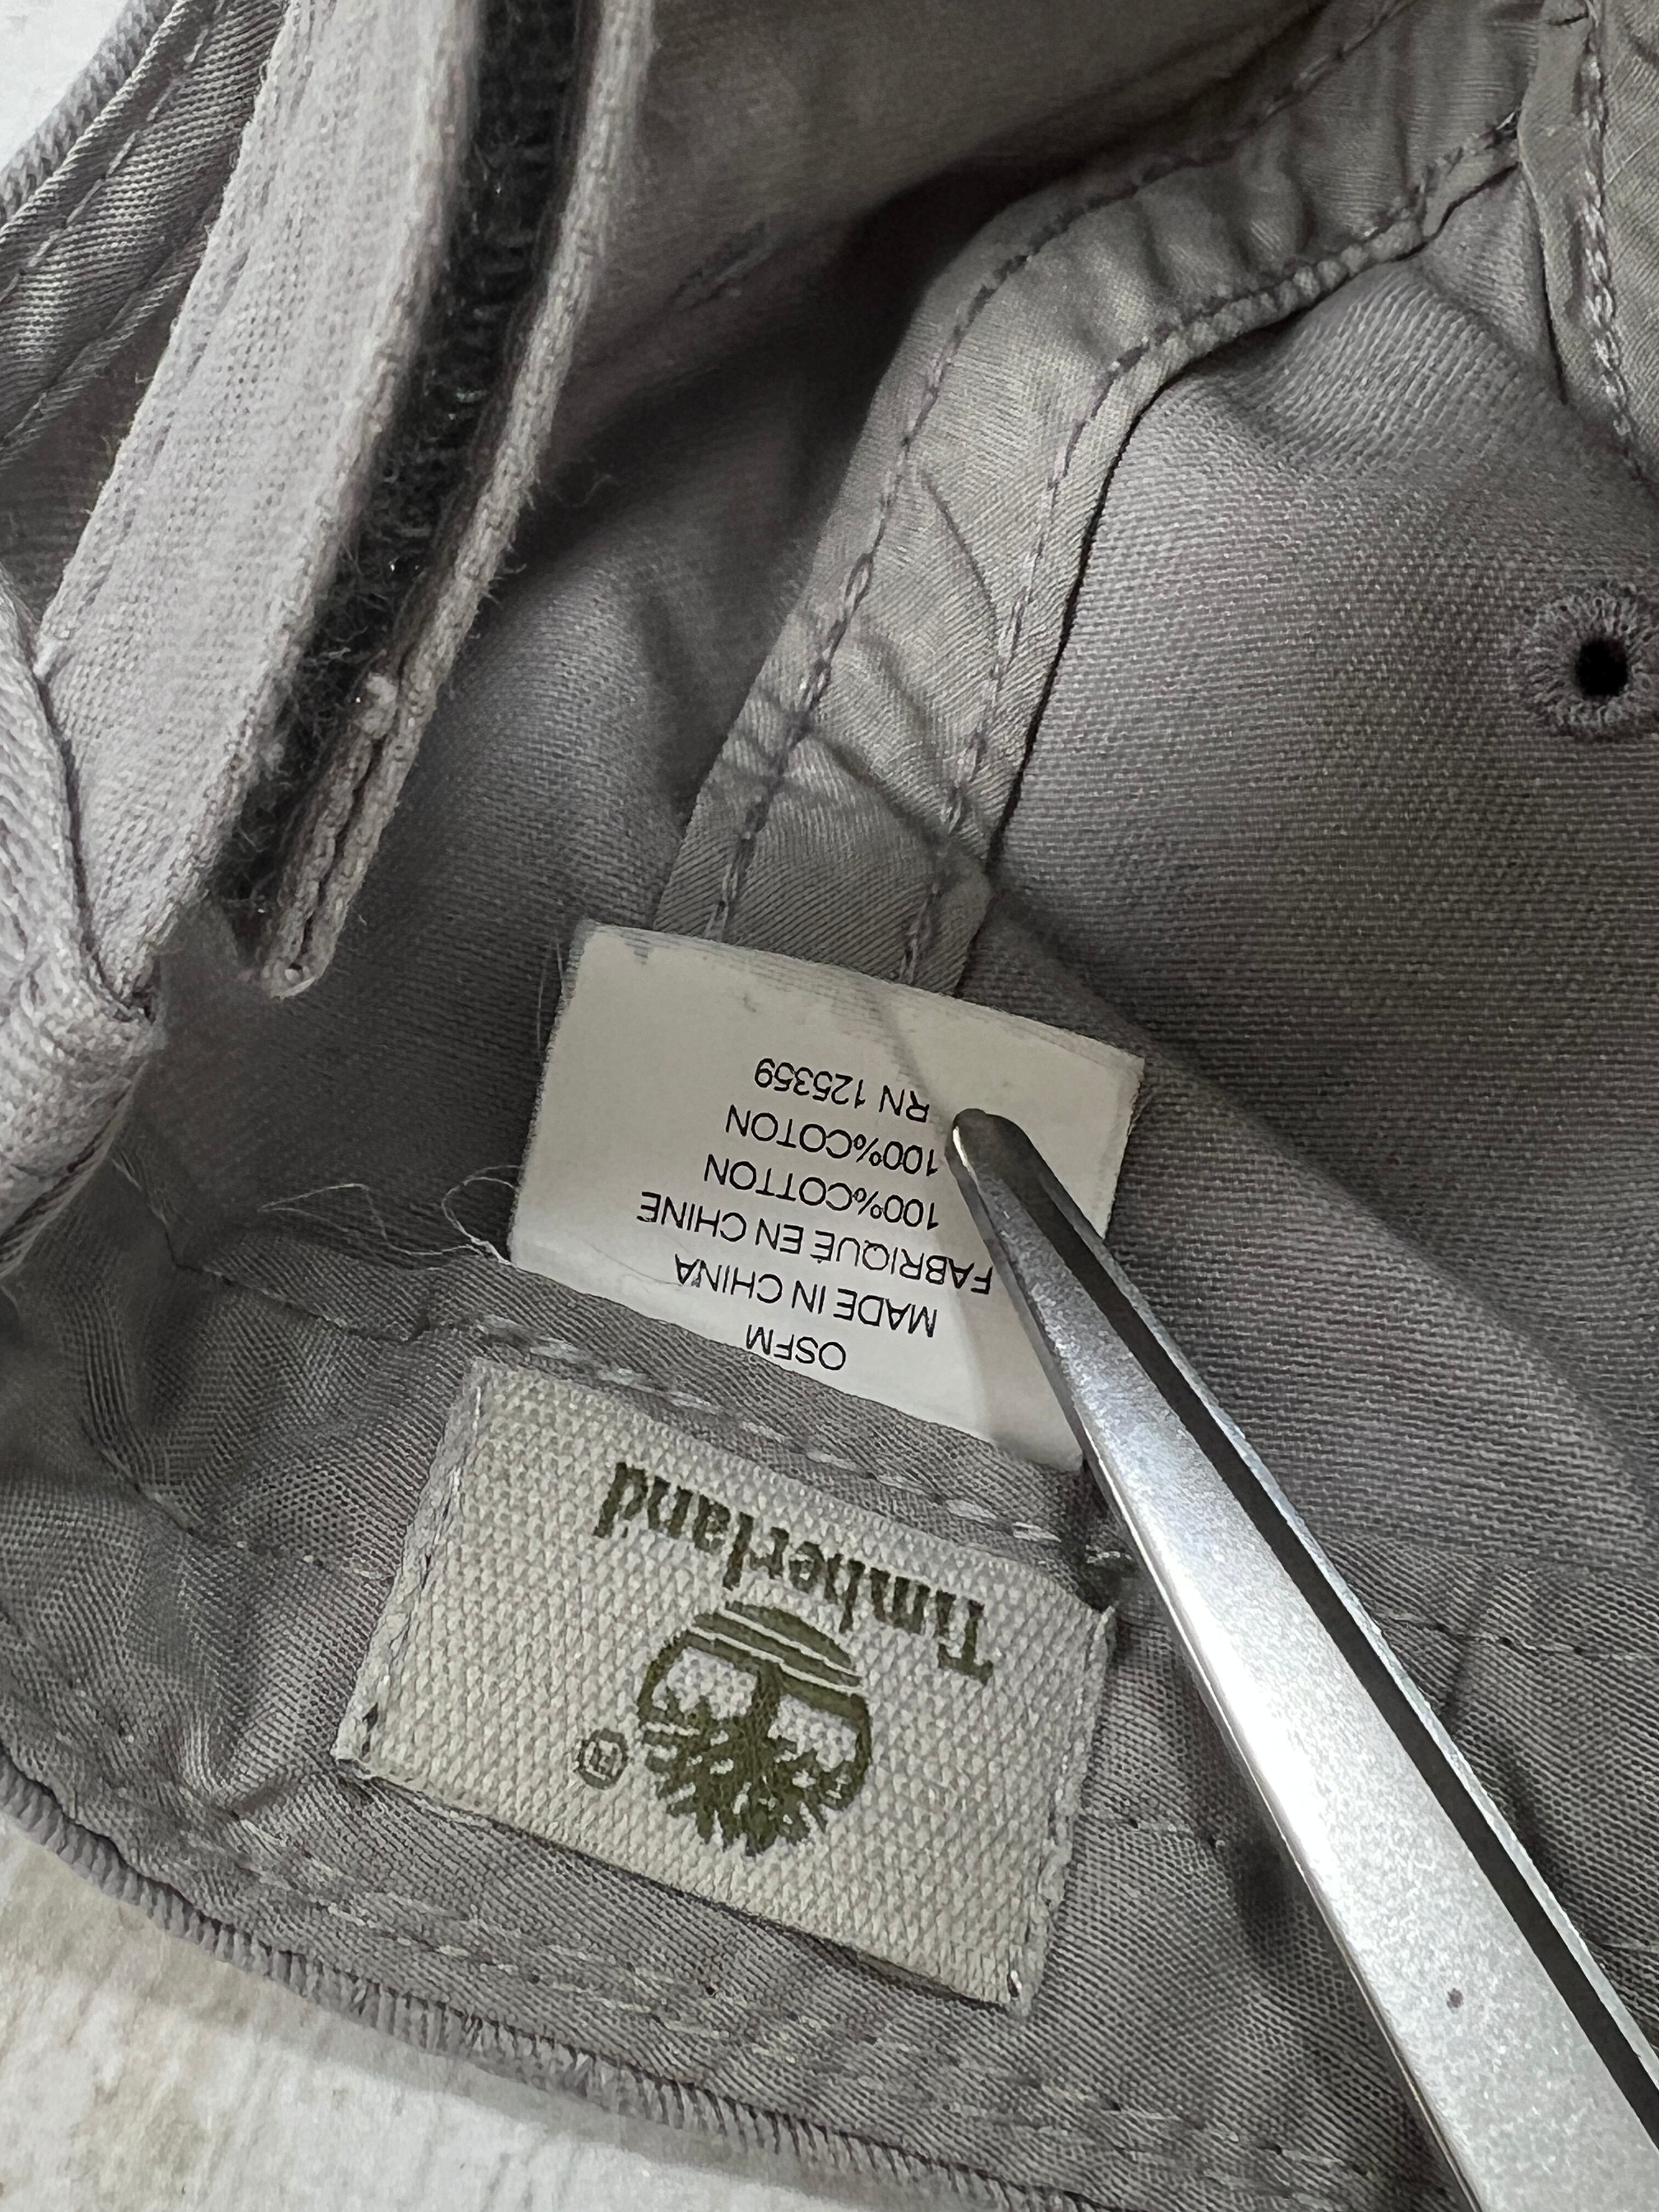 OSFM
MADE IN CHINA
FABRIQUÉ EN CHINE
100%COTTON
100%COTON
RN 125359
®
Timberland